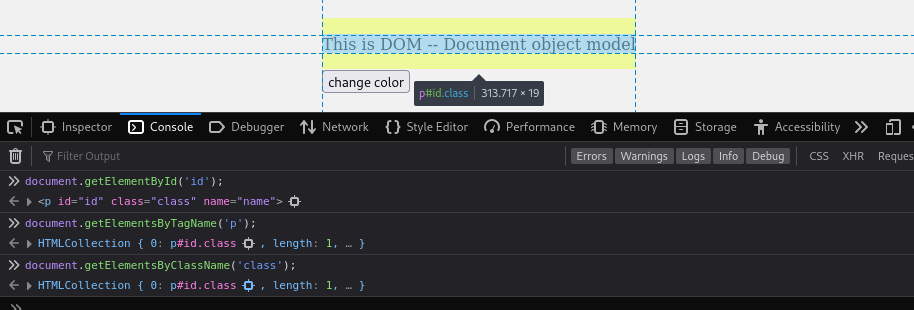 This is DOM -- Document object model
change color
p#id.class 313.717 × 19
Inspector Console Debugger Network Style Editor Performance Memory Storage Accessibility
Filter Output Errors Warnings Logs Info Debug CSS XHR Reques
document.getElementById('id');
<p id="id" class="class" name="name">
document.getElementsByTagName('p');
HTMLCollection { 0: p#id.class , length: 1, … }
document.getElementsByClassName('class');
HTMLCollection { 0: p#id.class , length: 1, … }